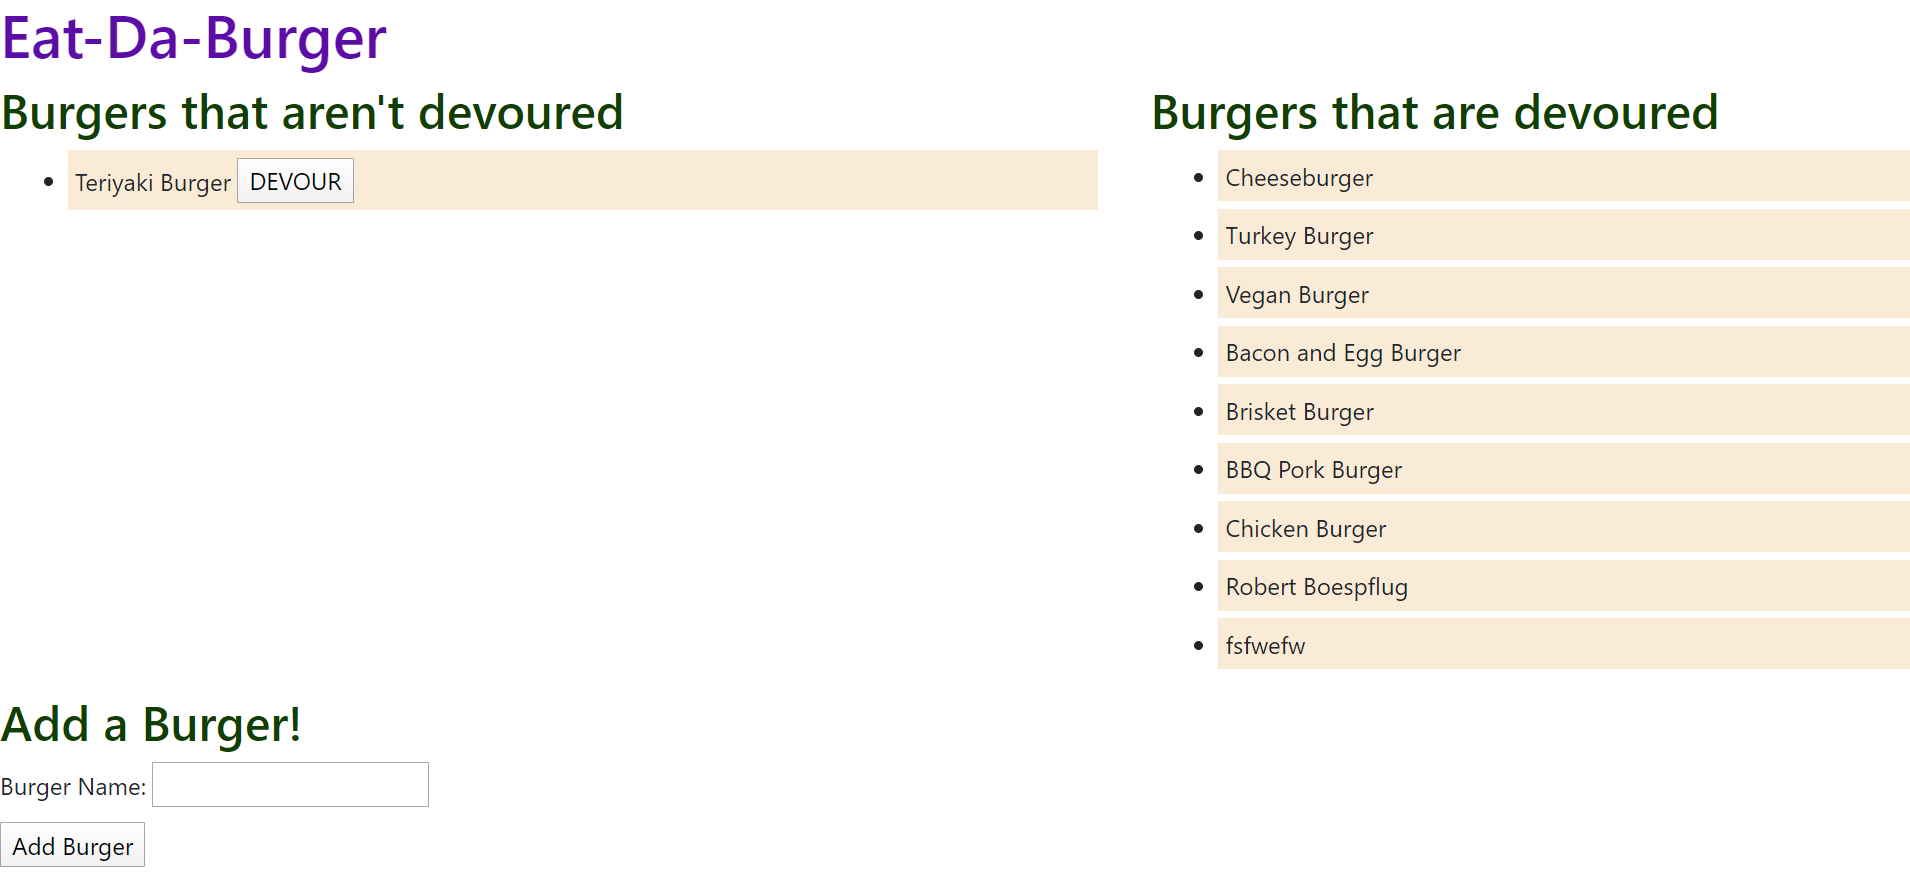 Eat-Da-Burger
Burgers that aren't devoured
Teriyaki Burger DEVOUR
Burgers that are devoured
Cheeseburger
Turkey Burger
Vegan Burger
Bacon and Egg Burger
Brisket Burger
BBQ Pork Burger
Chicken Burger
Robert Boespflug
fsfwefw
Add a Burger!
Burger Name:
Add Burger